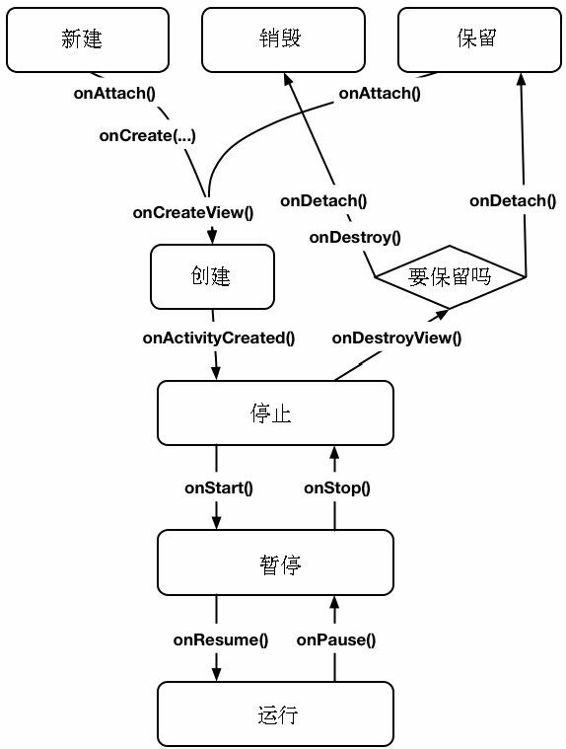 新建
销毁
保留
onAttach()
onAttach()
onCreate(...)
onCreateView()
onDetach()
onDetach()
onDestroy()
创建
要保留吗
onActivityCreated()
onDestroyView()
停止
onStart()
onStop()
暂停
onResume()
onPause()
运行